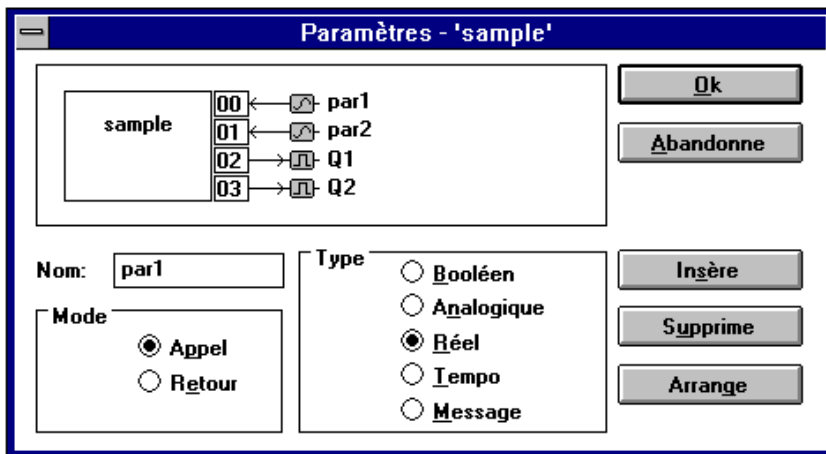 Paramètres - 'sample'
sample
00 par1
01 par2
02 Q1
03 Q2
Ok
Abandonne
Nom: par1
Mode
Appel
Retour
Type
Booléen
Analogique
Réel
Tempo
Message
Insère
Supprime
Arrange